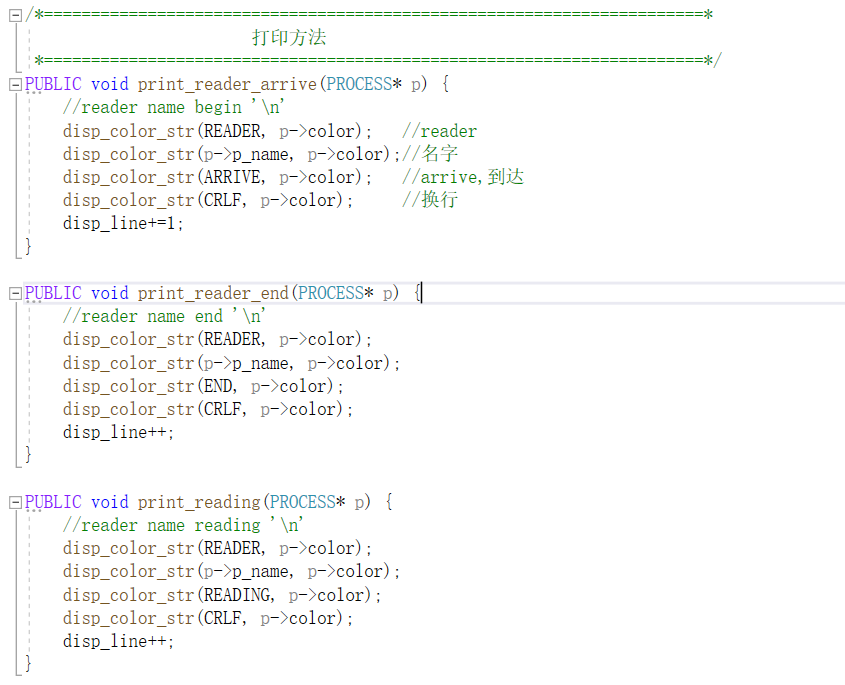 /*======================================================================*
                        打印方法
 *======================================================================*/
PUBLIC void print_reader_arrive(PROCESS* p) {
    //reader name begin '\n'
    disp_color_str(READER, p->color);   //reader
    disp_color_str(p->p_name, p->color);//名字
    disp_color_str(ARRIVE, p->color);   //arrive,到达
    disp_color_str(CRLF, p->color);     //换行
    disp_line+=1;
}
PUBLIC void print_reader_end(PROCESS* p) {
    //reader name end '\n'
    disp_color_str(READER, p->color);
    disp_color_str(p->p_name, p->color);
    disp_color_str(END, p->color);
    disp_color_str(CRLF, p->color);
    disp_line++;
}
PUBLIC void print_reading(PROCESS* p) {
    //reader name reading '\n'
    disp_color_str(READER, p->color);
    disp_color_str(p->p_name, p->color);
    disp_color_str(READING, p->color);
    disp_color_str(CRLF, p->color);
    disp_line++;
}